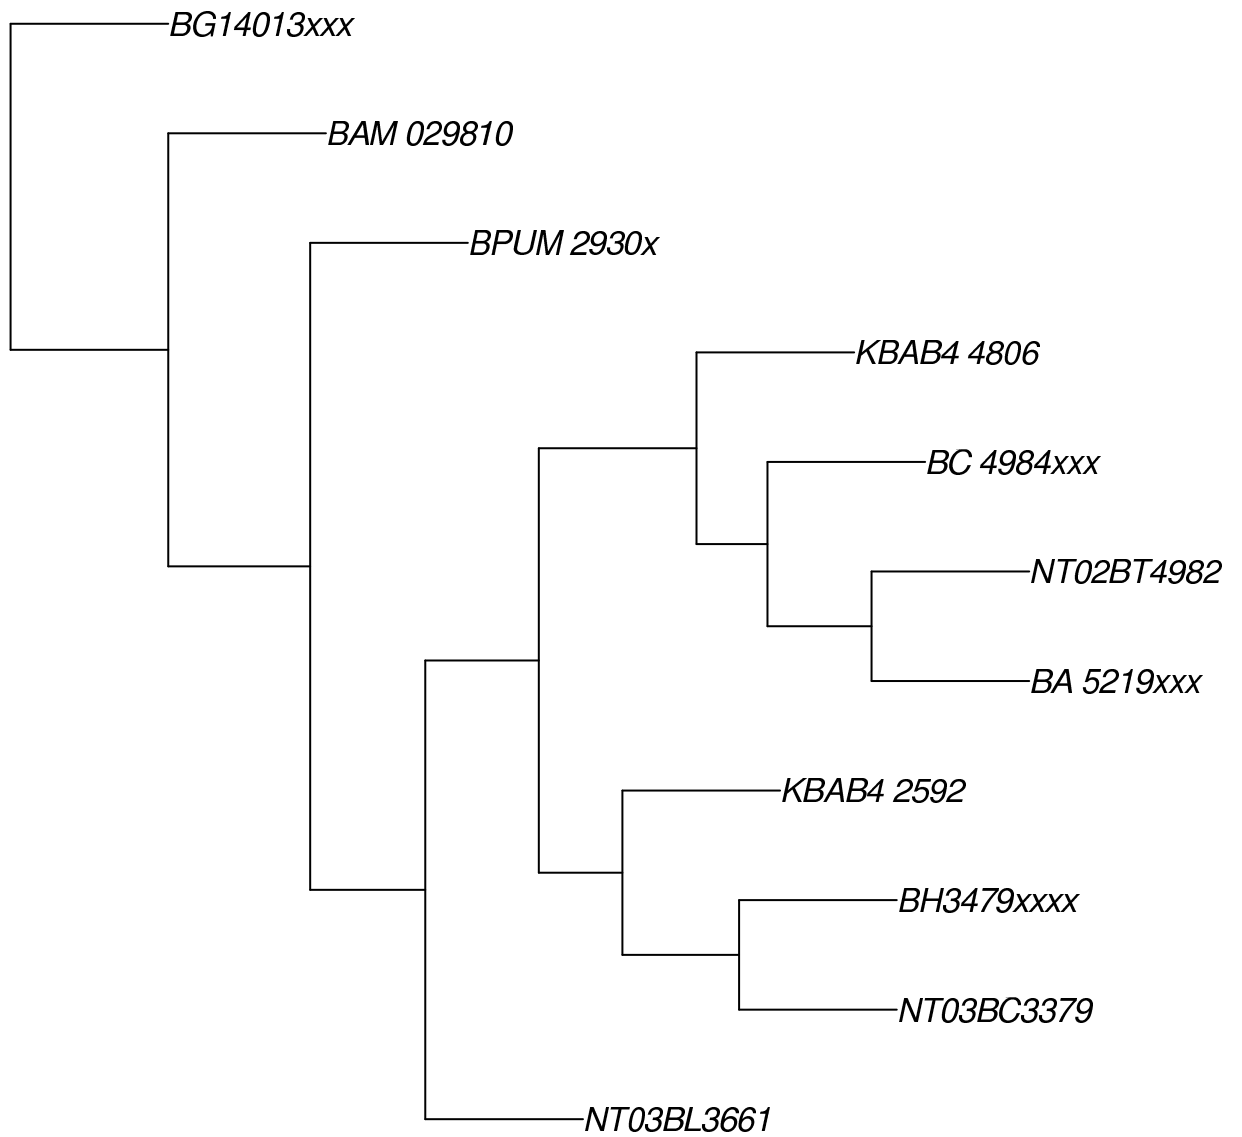 BG14013xxx
BAM 029810
BPUM 2930x
KBAB4 4806
BC 4984xxx
NT02BT4982
BA 5219xxx
KBAB4 2592
BH3479xxxx
NT03BC3379
NT03BL3661